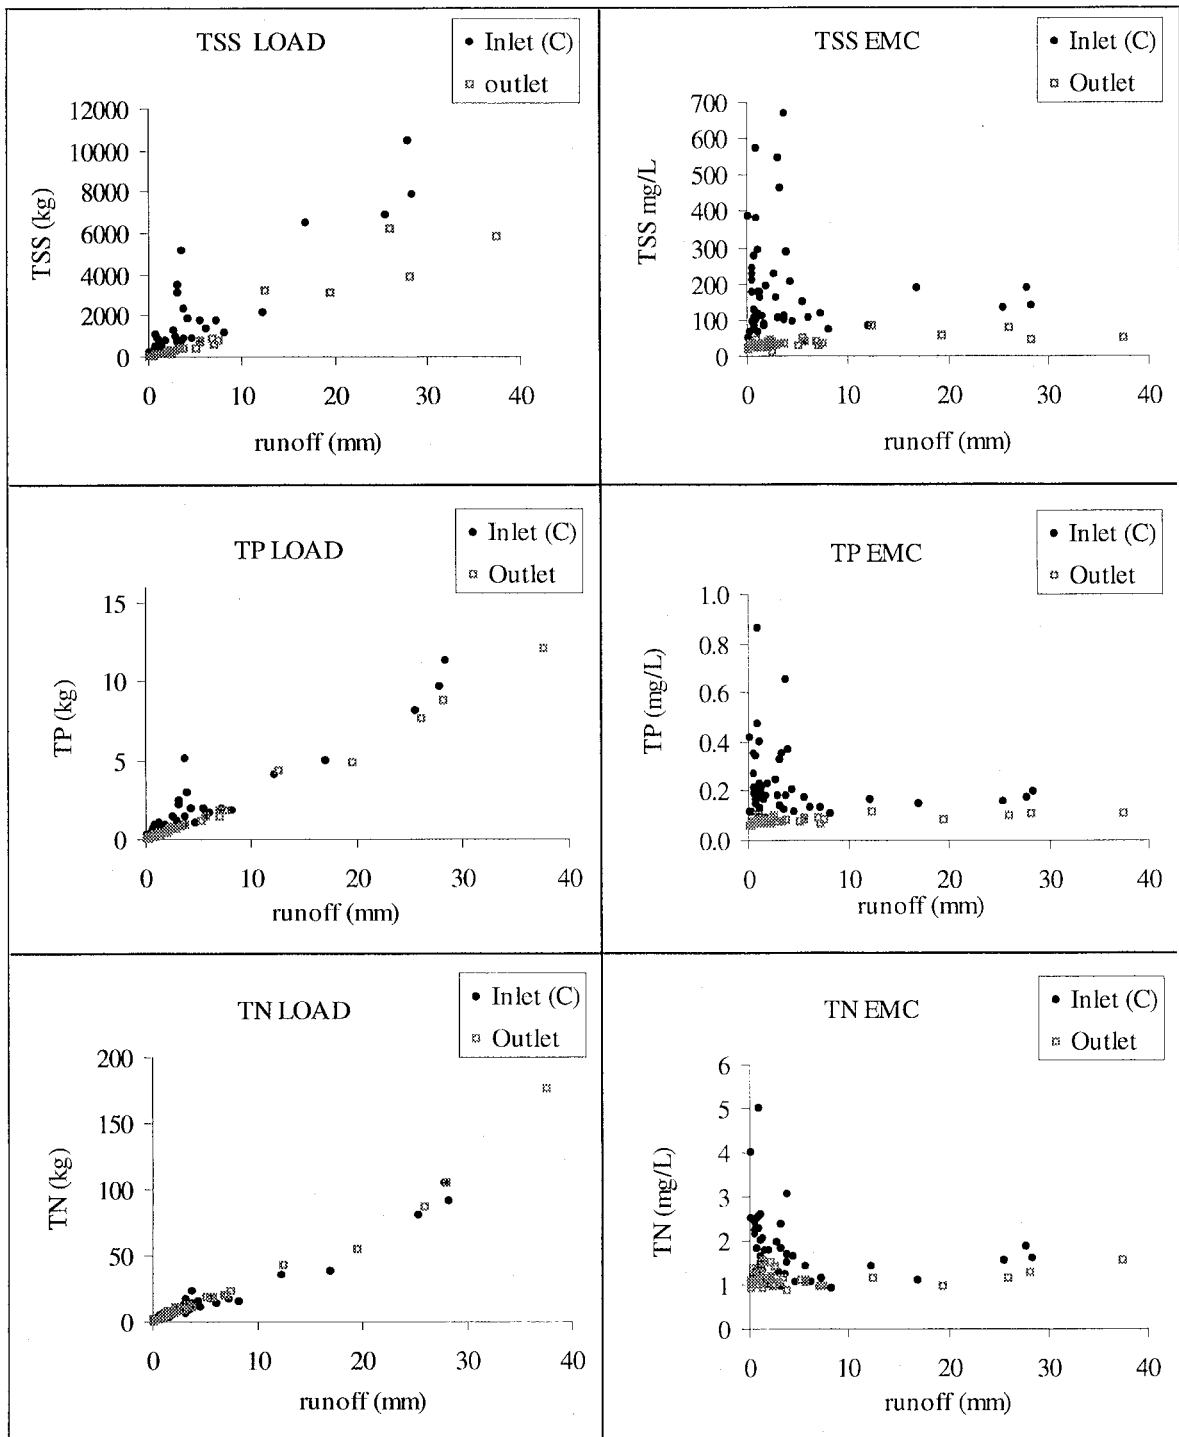 TSS LOAD
Inlet (C)
outlet
TSS (kg)
12000
10000
8000
6000
4000
2000
0
0 10 20 30 40
runoff (mm)
TSS EMC
Inlet (C)
Outlet
TSS mg/L
700
600
500
400
300
200
100
0
0 10 20 30 40
runoff (mm)
TP LOAD
Inlet (C)
Outlet
TP (kg)
15
10
5
0
0 10 20 30 40
runoff (mm)
TP EMC
Inlet (C)
Outlet
TP (mg/L)
1.0
0.8
0.6
0.4
0.2
0.0
0 10 20 30 40
runoff (mm)
TN LOAD
Inlet (C)
Outlet
TN (kg)
200
150
100
50
0
0 10 20 30 40
runoff (mm)
TN EMC
Inlet (C)
Outlet
TN (mg/L)
6
5
4
3
2
1
0
0 10 20 30 40
runoff (mm)